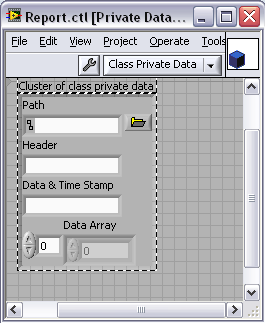 Report.ctl [Private Data...
File Edit View Project Operate Tools
Class Private Data
Cluster of class private data
Path
Header
Data & Time Stamp
Data Array
0 0